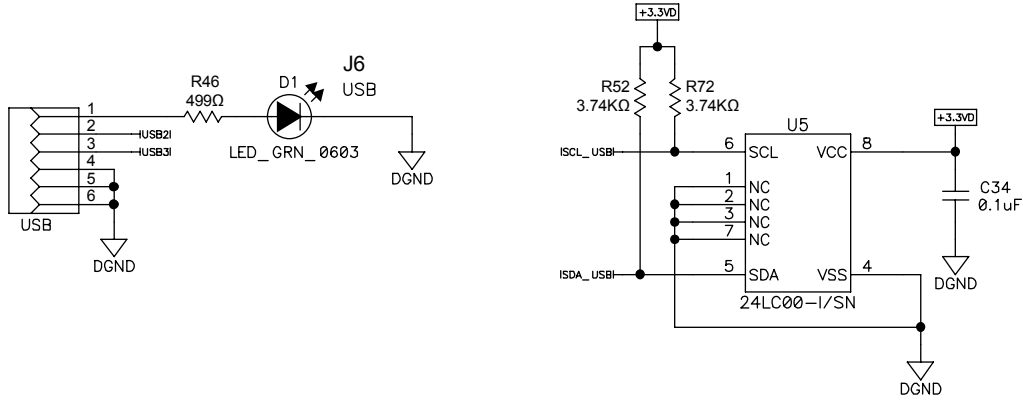 +3.3VD
J6
USB
R46
499Ω
D1
R52
3.74KΩ
R72
3.74KΩ
1
2
3
4
5
6
|USB2|
|USB3|
LED_GRN_0603
DGND
USB
DGND
U5
+3.3VD
|SCL_USB|
6 SCL
VCC 8
1 NC
2 NC
3 NC
7 NC
C34
0.1uF
|SDA_USB|
5 SDA
VSS 4
DGND
24LC00-I/SN
DGND